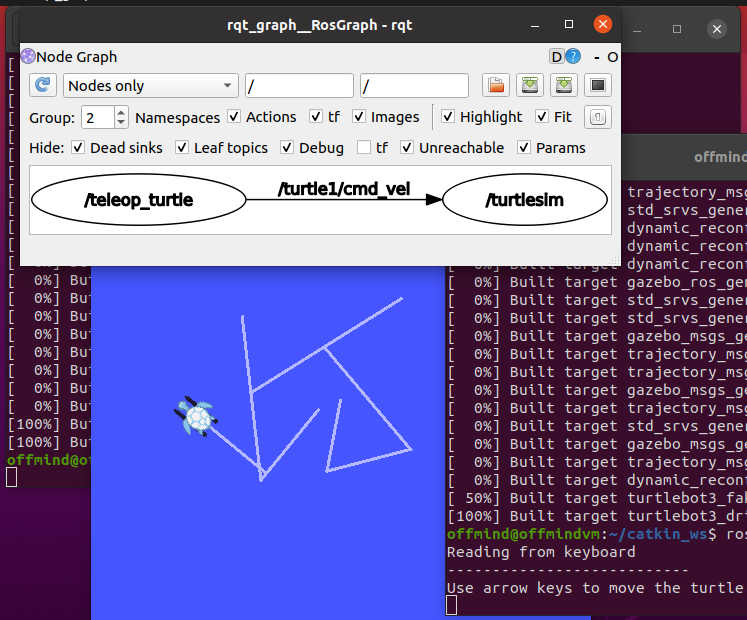 rqt_graph__RosGraph - rqt
Node Graph
D
- O
Nodes only
/
/
Group: 2 Namespaces Actions tf Images Highlight Fit
Hide: Dead sinks Leaf topics Debug tf Unreachable Params
/teleop_turtle
/turtle1/cmd_vel
/turtlesim
[
[
[
[
[
[
[
[
[
[
[
[
[ 0%] Bu
[ 0%] Bu
[ 0%] Bu
[ 0%] Bu
[ 0%] Bu
[ 0%] Bu
[ 0%] Bu
[ 0%] Bu
[100%] Bu
[100%] Bu
offmind@of
offmind
trajectory_ms
std_srvs_gener
dynamic_reconf
dynamic_reconf
[ 0%] Built target dynamic_reconf
[ 0%] Built target gazebo_ros_gen
[ 0%] Built target std_srvs_gener
[ 0%] Built target std_srvs_gener
[ 0%] Built target gazebo_msgs_ge
[ 0%] Built target trajectory_msg
[ 0%] Built target trajectory_msg
[ 0%] Built target gazebo_msgs_ge
[ 0%] Built target trajectory_msg
[ 0%] Built target std_srvs_gener
[ 0%] Built target gazebo_msgs_ge
[ 0%] Built target trajectory_msg
[ 0%] Built target dynamic_reconf
[ 50%] Built target turtlebot3_fak
[100%] Built target turtlebot3_dri
offmind@offmindvm:~/catkin_ws$ ros
Reading from keyboard
---------------------------
Use arrow keys to move the turtle